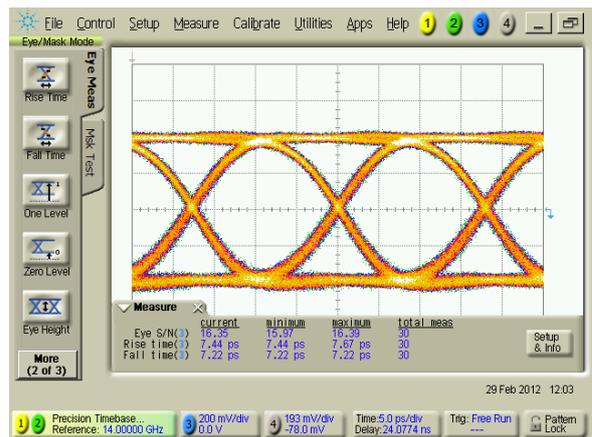 File Control Setup Measure Calibrate Utilities Apps Help 1 2 3 4
Eye/Mask Mode
Eye Meas
Msk Test
Rise Time
Fall Time
One Level
Zero Level
Eye Height
More
(2 of 3)
Measure
current minimum maximum total meas
Eye S/N(3) 16.35 15.97 16.39 30
Rise time(3) 7.44 ps 7.44 ps 7.67 ps 30
Fall time(3) 7.22 ps 7.22 ps 7.22 ps 30
Setup
& Info
29 Feb 2012 12:03
1 2 Precision Timebase...
Reference: 14.00000 GHz
3 200 mV/div
0.0 V
4 193 mV/div
-78.0 mV
Time:5.0 ps/div
Delay:24.0774 ns
Trig: Free Run
---
Pattern
Lock